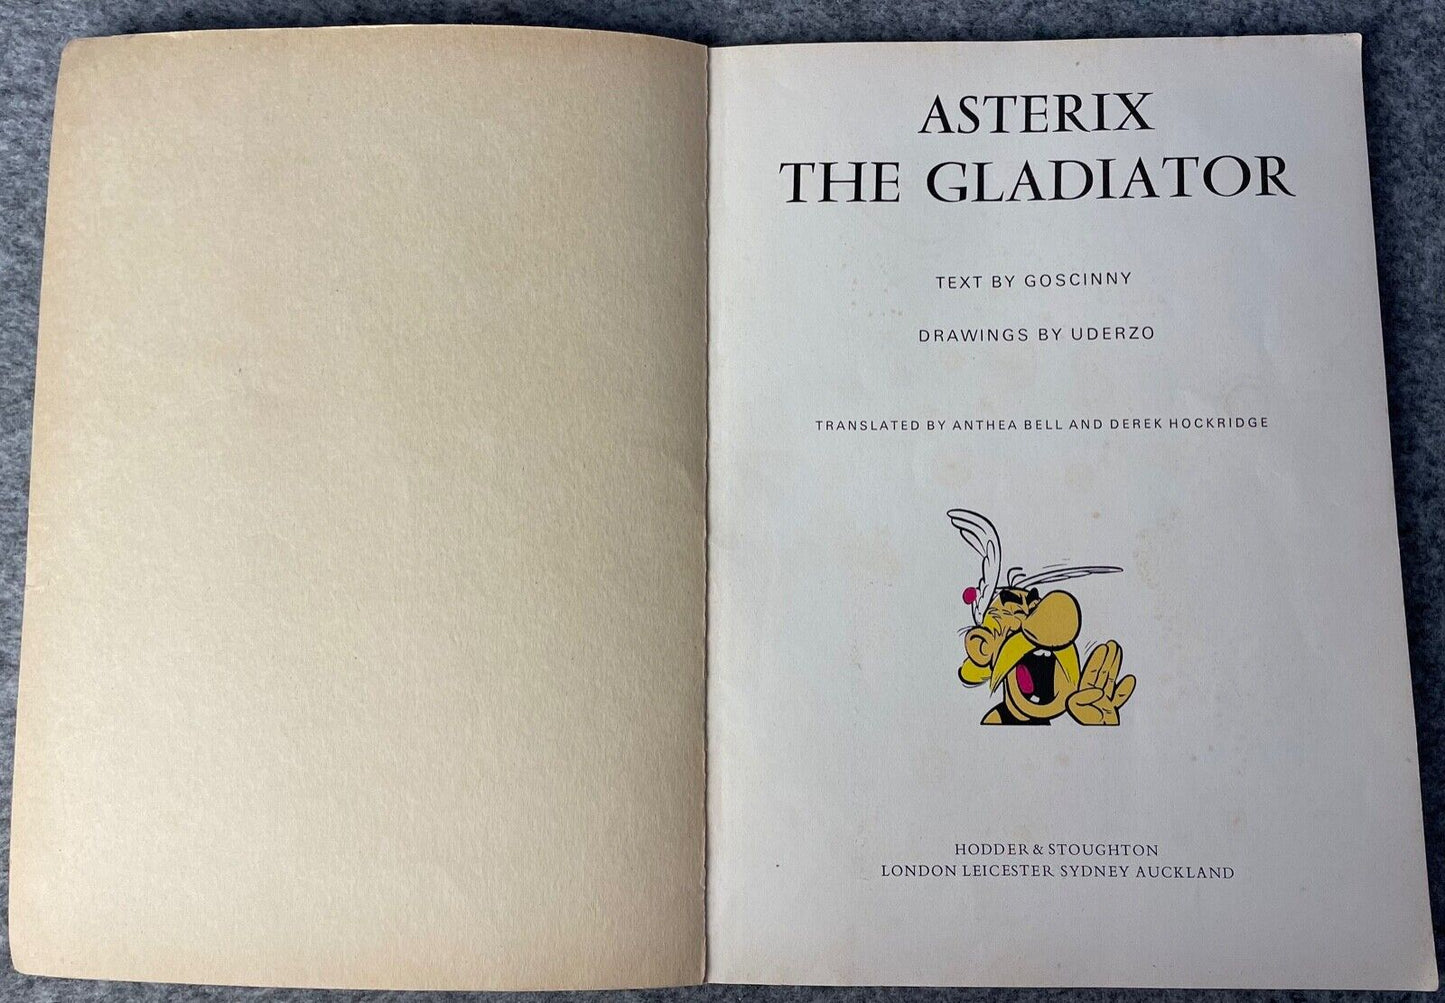 ASTERIX
THE GLADIATOR
TEXT BY GOSCINNY
DRAWINGS BY UDERZO
TRANSLATED BY ANTHEA BELL AND DEREK HOCKRIDGE
HODDER & STOUGHTON
LONDON LEICESTER SYDNEY AUCKLAND